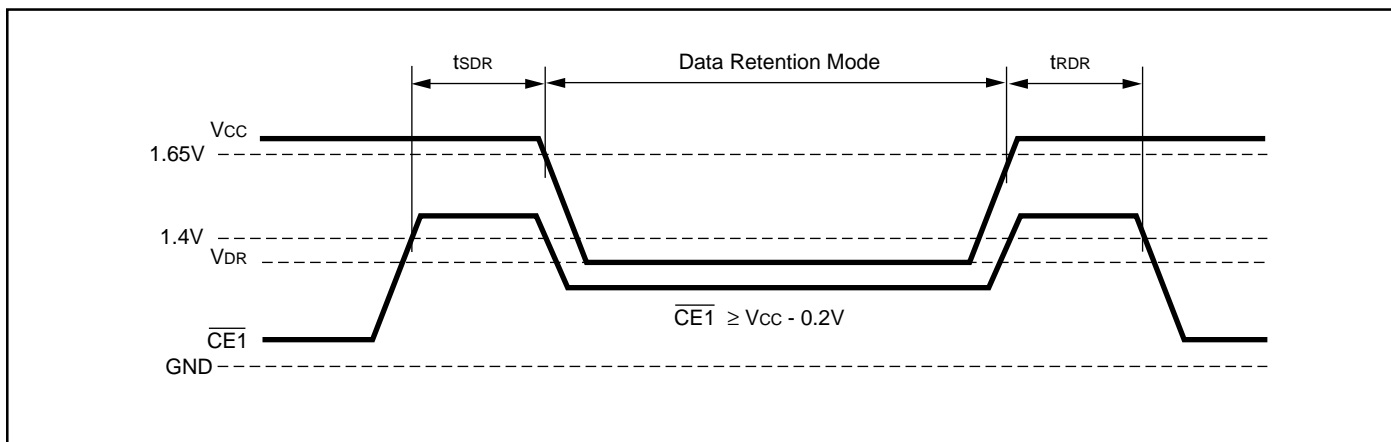 tSDR Data Retention Mode tRDR
VCC
1.65V
1.4V
VDR
CE1 ≥ VCC - 0.2V
CE1
GND